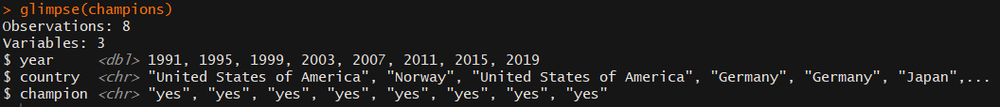 > glimpse(champions)
Observations: 8
Variables: 3
$ year     <dbl> 1991, 1995, 1999, 2003, 2007, 2011, 2015, 2019
$ country  <chr> "United States of America", "Norway", "United States of America", "Germany", "Germany", "Japan",...
$ champion <chr> "yes", "yes", "yes", "yes", "yes", "yes", "yes", "yes"